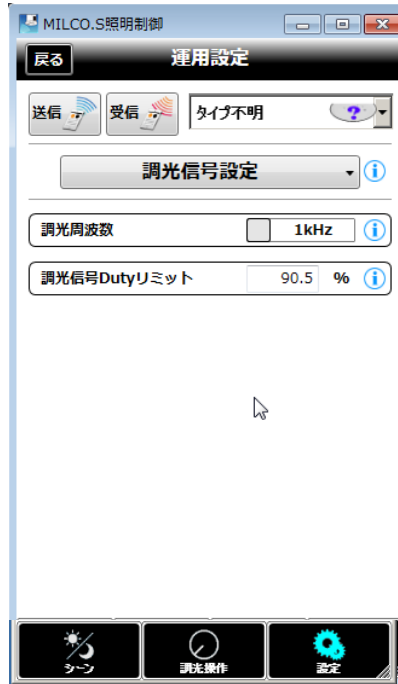 MILCO.S照明制御
戻る 運用設定
送信 受信 タイプ不明 ?
調光信号設定 i
調光周波数 1kHz i
調光信号Dutyリミット 90.5 % i
シーン 調光操作 設定